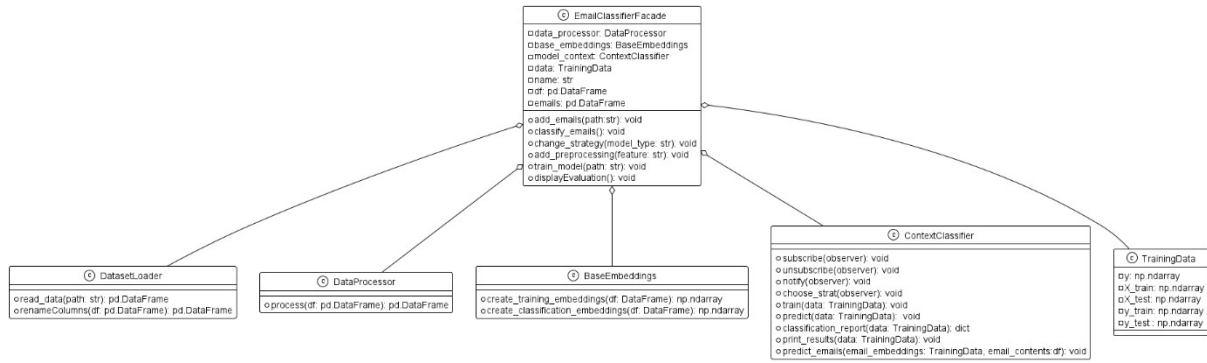 C EmailClassifierFacade
data_processor: DataProcessor
base_embeddings: BaseEmbeddings
model_context: ContextClassifier
data: TrainingData
name: str
df: pd.DataFrame
emails: pd.DataFrame
add_emails(path:str): void
classify_emails(): void
change_strategy(model_type: str): void
add_preprocessing(feature: str): void
train_model(path: str): void
displayEvaluation(): void
C DatasetLoader
read_data(path: str): pd.DataFrame
renameColumns(df: pd.DataFrame): pd.DataFrame
C DataProcessor
process(df: pd.DataFrame): pd.DataFrame
C BaseEmbeddings
create_training_embeddings(df: DataFrame): np.ndarray
create_classification_embeddings(df: DataFrame): np.ndarray
C ContextClassifier
subscribe(observer): void
unsubscribe(observer): void
notify(observer): void
choose_strat(observer): void
train(data: TrainingData): void
predict(data: TrainingData): void
classification_report(data: TrainingData): dict
print_results(data: TrainingData): void
predict_emails(email_embeddings: TrainingData, email_contents:df): void
C TrainingData
y: np.ndarray
X_train: np.ndarray
X_test: np.ndarray
y_train: np.ndarray
y_test : np.ndarray